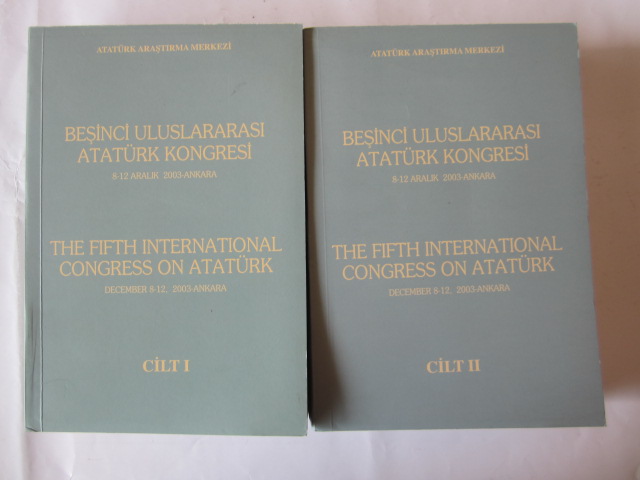 ATATÜRK ARAŞTIRMA MERKEZİ
BEŞİNCİ ULUSLARARASI
ATATÜRK KONGRESİ
8-12 ARALIK 2003-ANKARA
THE FIFTH INTERNATIONAL
CONGRESS ON ATATÜRK
DECEMBER 8-12, 2003-ANKARA
CİLT I
ATATÜRK ARAŞTIRMA MERKEZİ
BEŞİNCİ ULUSLARARASI
ATATÜRK KONGRESİ
8-12 ARALIK 2003-ANKARA
THE FIFTH INTERNATIONAL
CONGRESS ON ATATÜRK
DECEMBER 8-12, 2003-ANKARA
CİLT II